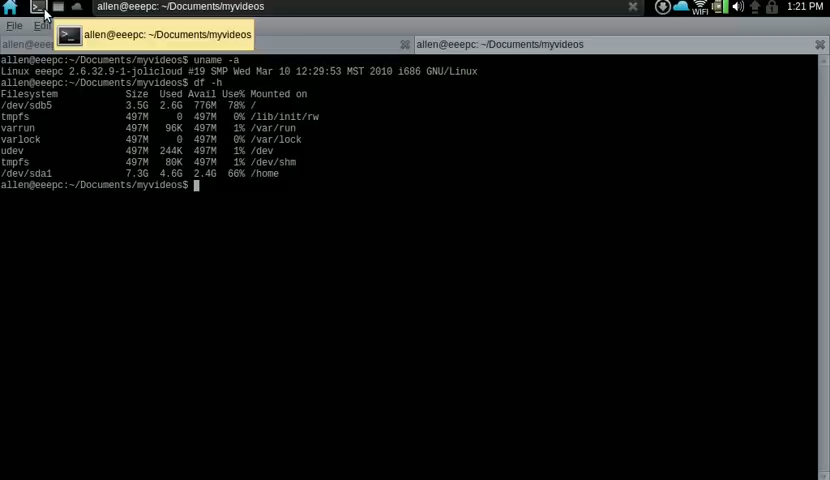 allen@eeepc: ~/Documents/myvideos
1:21 PM
WIFI
File Edi
allen@eeepc: ~/Documents/myvideos
allen@eee
allen@eeepc: ~/Documents/myvideos
allen@eeepc:~/Documents/myvideos$ uname -a
Linux eeepc 2.6.32.9-1-jolicloud #19 SMP Wed Mar 10 12:29:53 MST 2010 i686 GNU/Linux
allen@eeepc:~/Documents/myvideos$ df -h
Filesystem Size Used Avail Use% Mounted on
/dev/sdb5 3.5G 2.6G 776M 78% /
tmpfs 497M 0 497M 0% /lib/init/rw
varrun 497M 96K 497M 1% /var/run
varlock 497M 0 497M 0% /var/lock
udev 497M 244K 497M 1% /dev
tmpfs 497M 80K 497M 1% /dev/shm
/dev/sda1 7.3G 4.6G 2.4G 66% /home
allen@eeepc:~/Documents/myvideos$